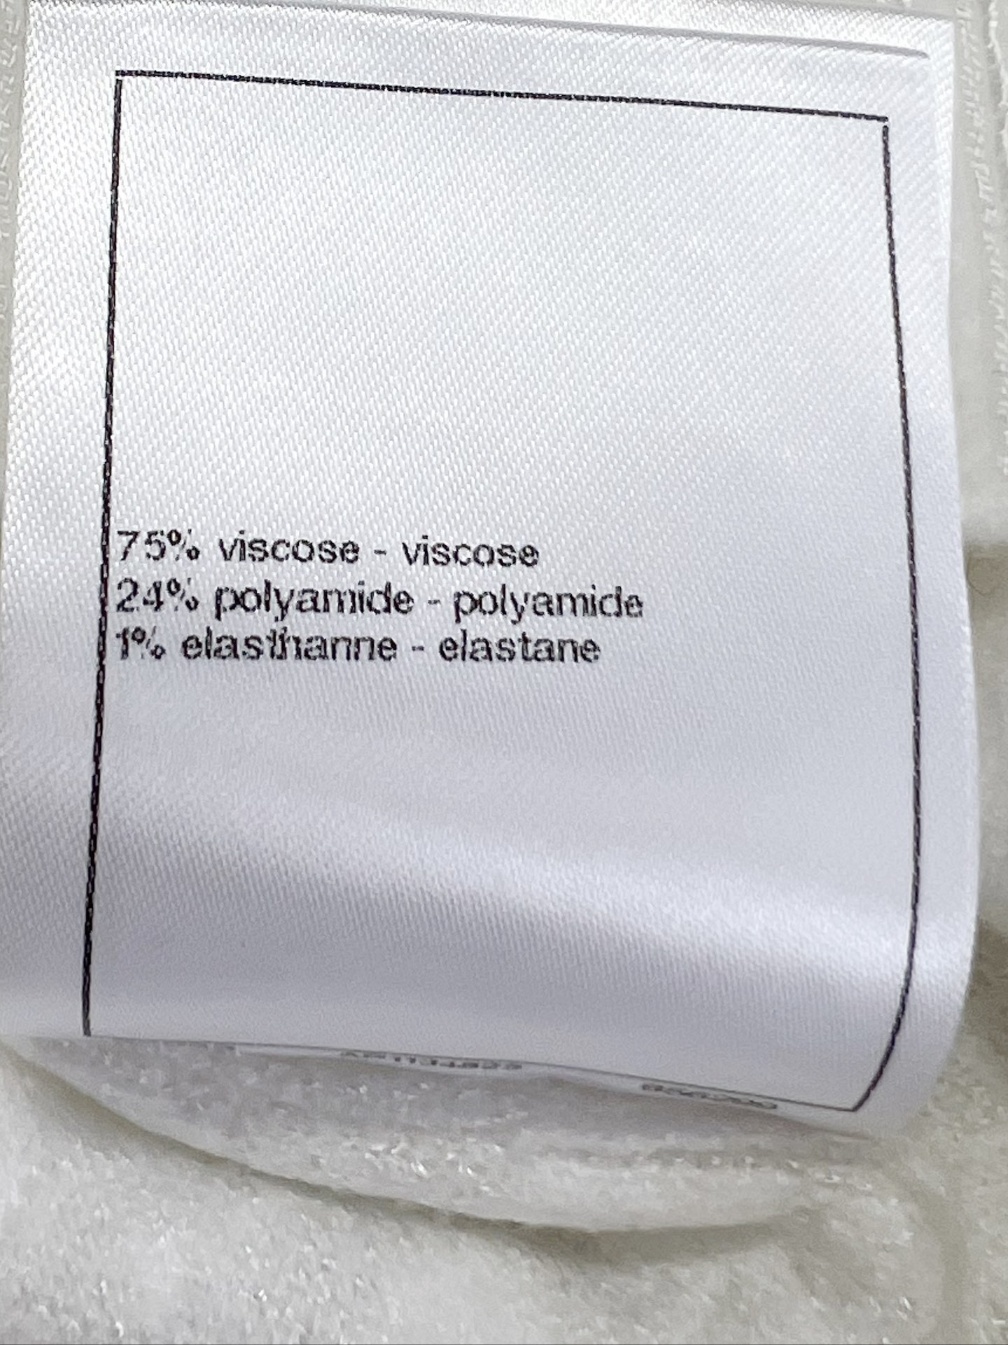 75% viscose - viscose
24% polyamide - polyamide
1% elasthanne - elastane